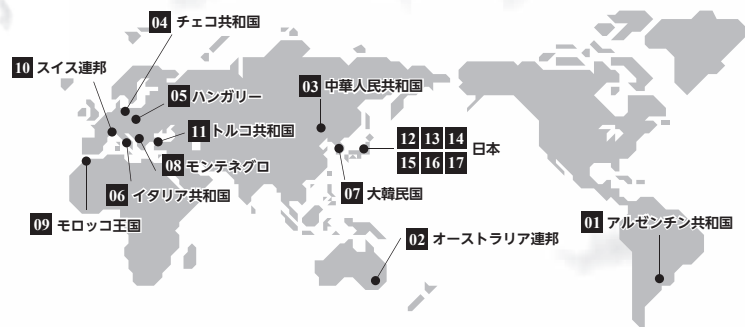 04 チェコ共和国
10 スイス連邦
05 ハンガリー
03 中華人民共和国
11 トルコ共和国
12 13 14
15 16 17
日本
08 モンテネグロ
06 イタリア共和国
07 大韓民国
09 モロッコ王国
02 オーストラリア連邦
01 アルゼンチン共和国